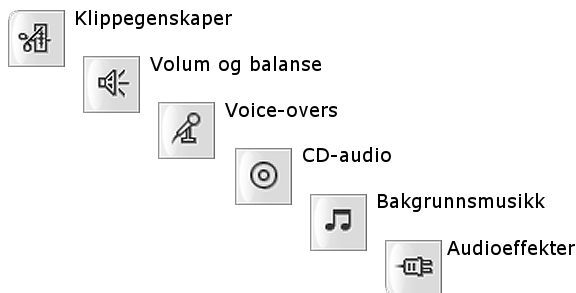 Klippegenskaper
Volum og balanse
Voice-overs
CD-audio
Bakgrunnsmusikk
Audioeffekter